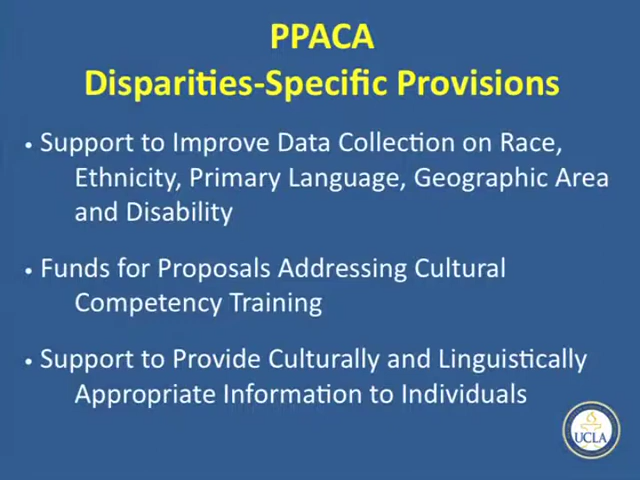 PPACA
Disparities-Specific Provisions
• Support to Improve Data Collection on Race,
Ethnicity, Primary Language, Geographic Area
and Disability
• Funds for Proposals Addressing Cultural
Competency Training
• Support to Provide Culturally and Linguistically
Appropriate Information to Individuals
UCLA